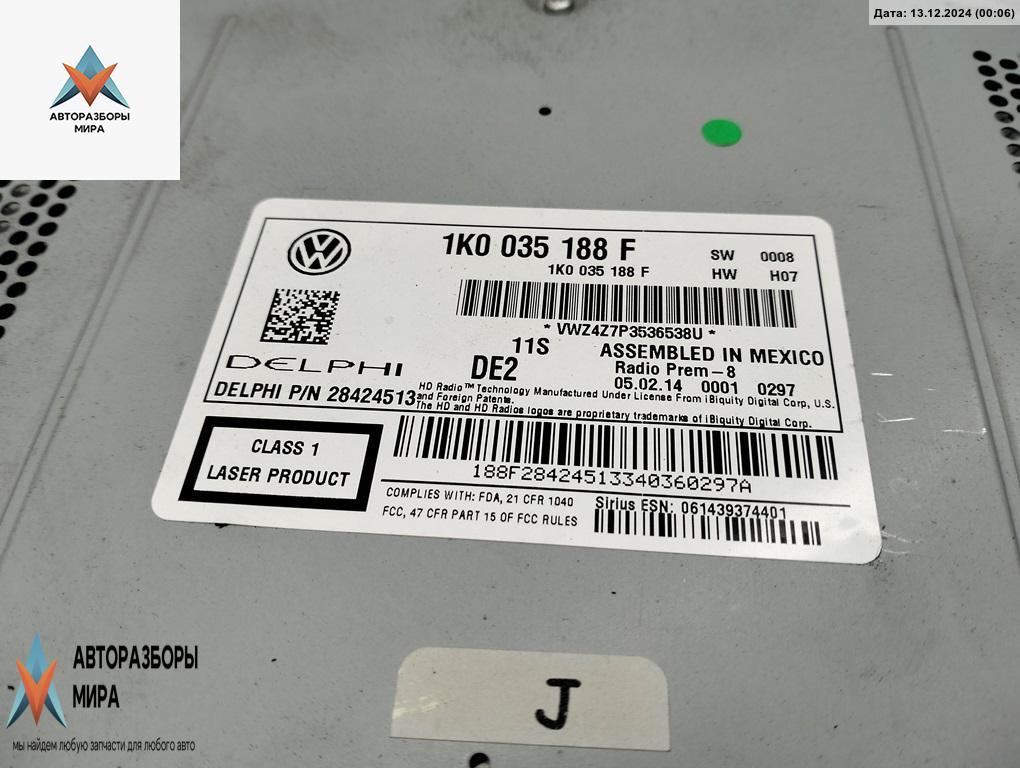 Дата: 13.12.2024 (00:06)
АВТОРАЗБОРЫ
МИРА
1K0 035 188 F
SW 0008
1K0 035 188 F
HW H07
* VWZ4Z7P3536538U *
11S
ASSEMBLED IN MEXICO
DELPHI
DE2
Radio Prem-8
05.02.14 0001 0297
DELPHI P/N 28424513
HD Radio™ Technology Manufactured Under License From iBiquity Digital Corp, U.S.
and Foreign Patents.
The HD and HD Radios logos are proprietary trademarks of iBiquity Digital Corp.
CLASS 1
LASER PRODUCT
188F28424513340360297A
COMPLIES WITH: FDA, 21 CFR 1040
FCC, 47 CFR PART 15 OF FCC RULES
Sirius ESN: 061439374401
J
АВТОРАЗБОРЫ
МИРА
мы найдем любую запчасти для любого авто